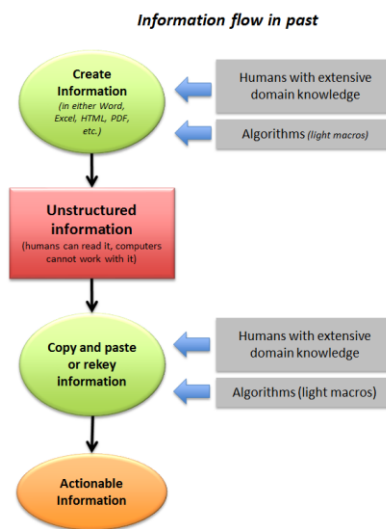 Information flow in past
Create
Information
(in either Word,
Excel, HTML, PDF,
etc.)
Humans with extensive
domain knowledge
Algorithms (light macros)
Unstructured
information
(humans can read it, computers
cannot work with it)
Copy and paste
or rekey
information
Humans with extensive
domain knowledge
Algorithms (light macros)
Actionable
Information